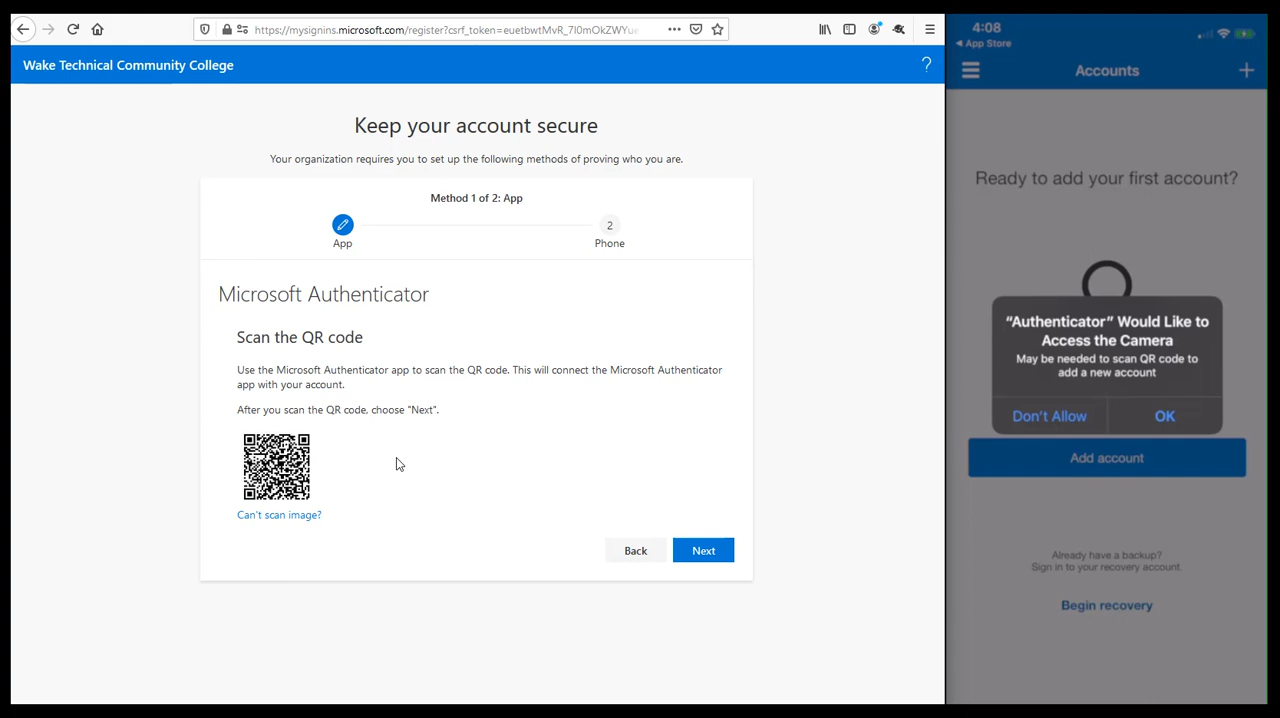 https://mysignins.microsoft.com/register?csrf_token=euetbwtMvR_7l0mOkZWYue
Wake Technical Community College
?
Keep your account secure
Your organization requires you to set up the following methods of proving who you are.
Method 1 of 2: App
2
App
Phone
Microsoft Authenticator
Scan the QR code
Use the Microsoft Authenticator app to scan the QR code. This will connect the Microsoft Authenticator
app with your account.
After you scan the QR code, choose "Next".
Can't scan image?
Back
Next
4:08
App Store
Accounts
Ready to add your first account?
“Authenticator” Would Like to
Access the Camera
May be needed to scan QR code to
add a new account
Don't Allow
OK
Add account
Already have a backup?
Sign in to your recovery account.
Begin recovery